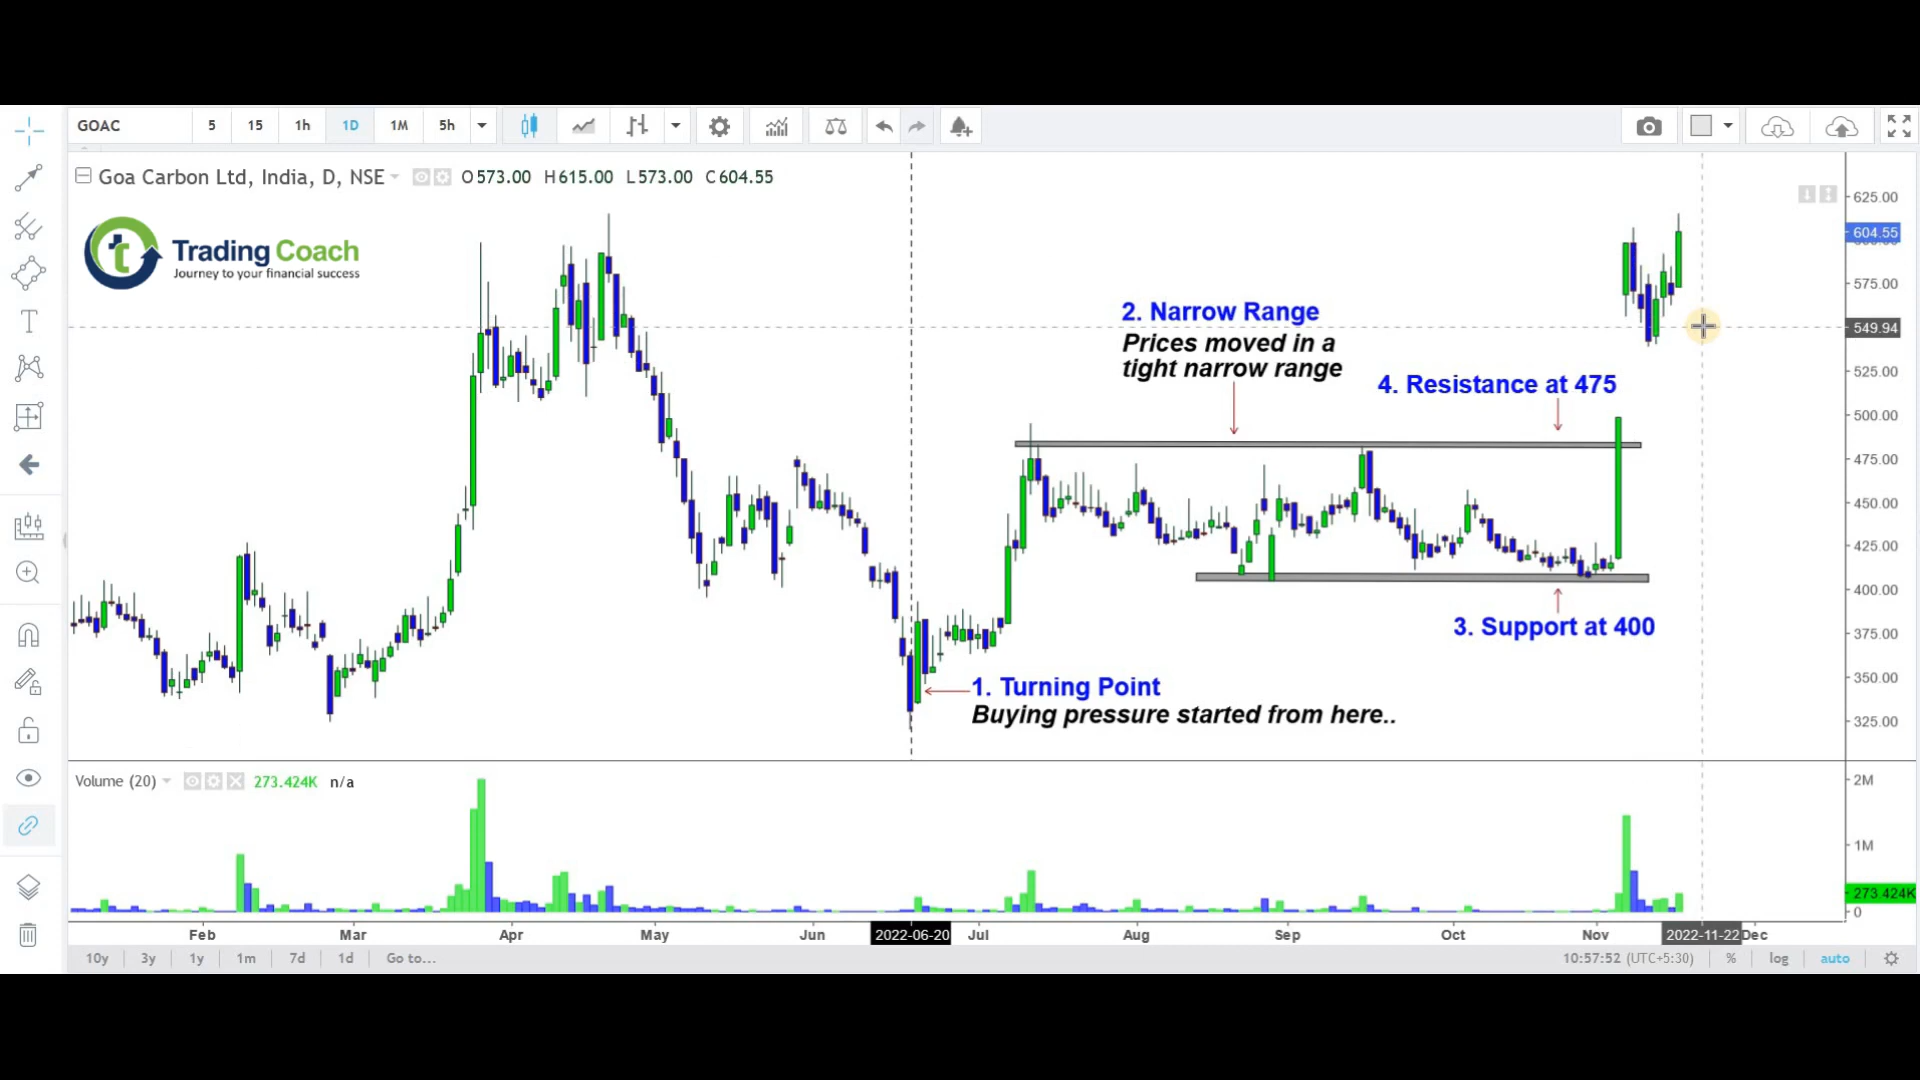 GOAC 5 15 1h 1D 1M 5h
Goa Carbon Ltd, India, D, NSE O573.00 H615.00 L573.00 C604.55
t Trading Coach
Journey to your financial success
625.00
604.55
575.00
549.94
525.00
500.00
475.00
450.00
425.00
400.00
375.00
350.00
325.00
2. Narrow Range
Prices moved in a
tight narrow range
4. Resistance at 475
3. Support at 400
1. Turning Point
Buying pressure started from here..
Volume (20) 273.424K n/a
2M
1M
273.424K
0
Feb Mar Apr May Jun 2022-06-20 Jul Aug Sep Oct Nov 2022-11-22 Dec
10y 3y 1y 1m 7d 1d Go to... 10:57:52 (UTC+5:30) % log auto